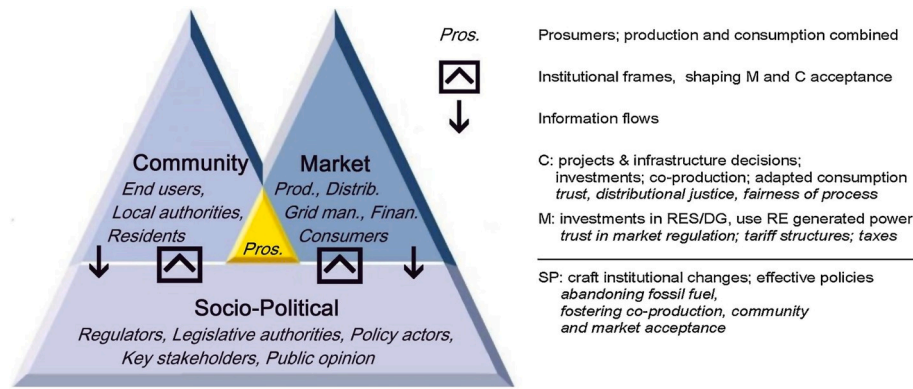 Community
End users,
Local authorities,
Residents
Market
Prod., Distrib.
Grid man., Finan.
Consumers
Pros.
Socio-Political
Regulators, Legislative authorities, Policy actors,
Key stakeholders, Public opinion
Pros. Prosumers; production and consumption combined
Institutional frames, shaping M and C acceptance
Information flows
C: projects & infrastructure decisions;
investments; co-production; adapted consumption
trust, distributional justice, fairness of process
M: investments in RES/DG, use RE generated power
trust in market regulation; tariff structures; taxes
SP: craft institutional changes; effective policies
abandoning fossil fuel,
fostering co-production, community
and market acceptance